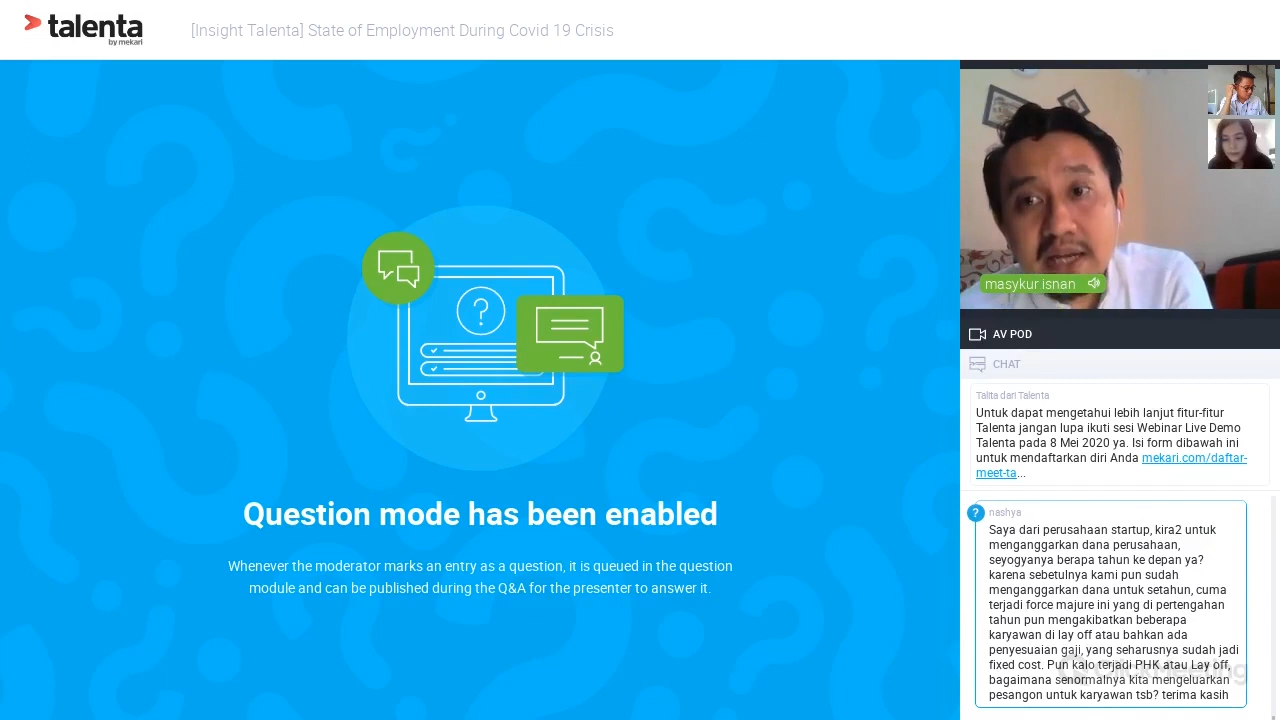 talenta
by mekari
[Insight Talenta] State of Employment During Covid 19 Crisis
Question mode has been enabled
Whenever the moderator marks an entry as a question, it is queued in the question
module and can be published during the Q&A for the presenter to answer it.
masykur isnan
AV POD
CHAT
Talita dari Talenta
Untuk dapat mengetahui lebih lanjut fitur-fitur
Talenta jangan lupa ikuti sesi Webinar Live Demo
Talenta pada 8 Mei 2020 ya. Isi form dibawah ini
untuk mendaftarkan diri Anda mekari.com/daftar-
meet-ta...
?
nashya
Saya dari perusahaan startup, kira2 untuk
menganggarkan dana perusahaan,
seyogyanya berapa tahun ke depan ya?
karena sebetulnya kami pun sudah
menganggarkan dana untuk setahun, cuma
terjadi force majure ini yang di pertengahan
tahun pun mengakibatkan beberapa
karyawan di lay off atau bahkan ada
penyesuaian gaji, yang seharusnya sudah jadi
fixed cost. Pun kalo terjadi PHK atau Lay off,
bagaimana senormalnya kita mengeluarkan
pesangon untuk karyawan tsb? terima kasih